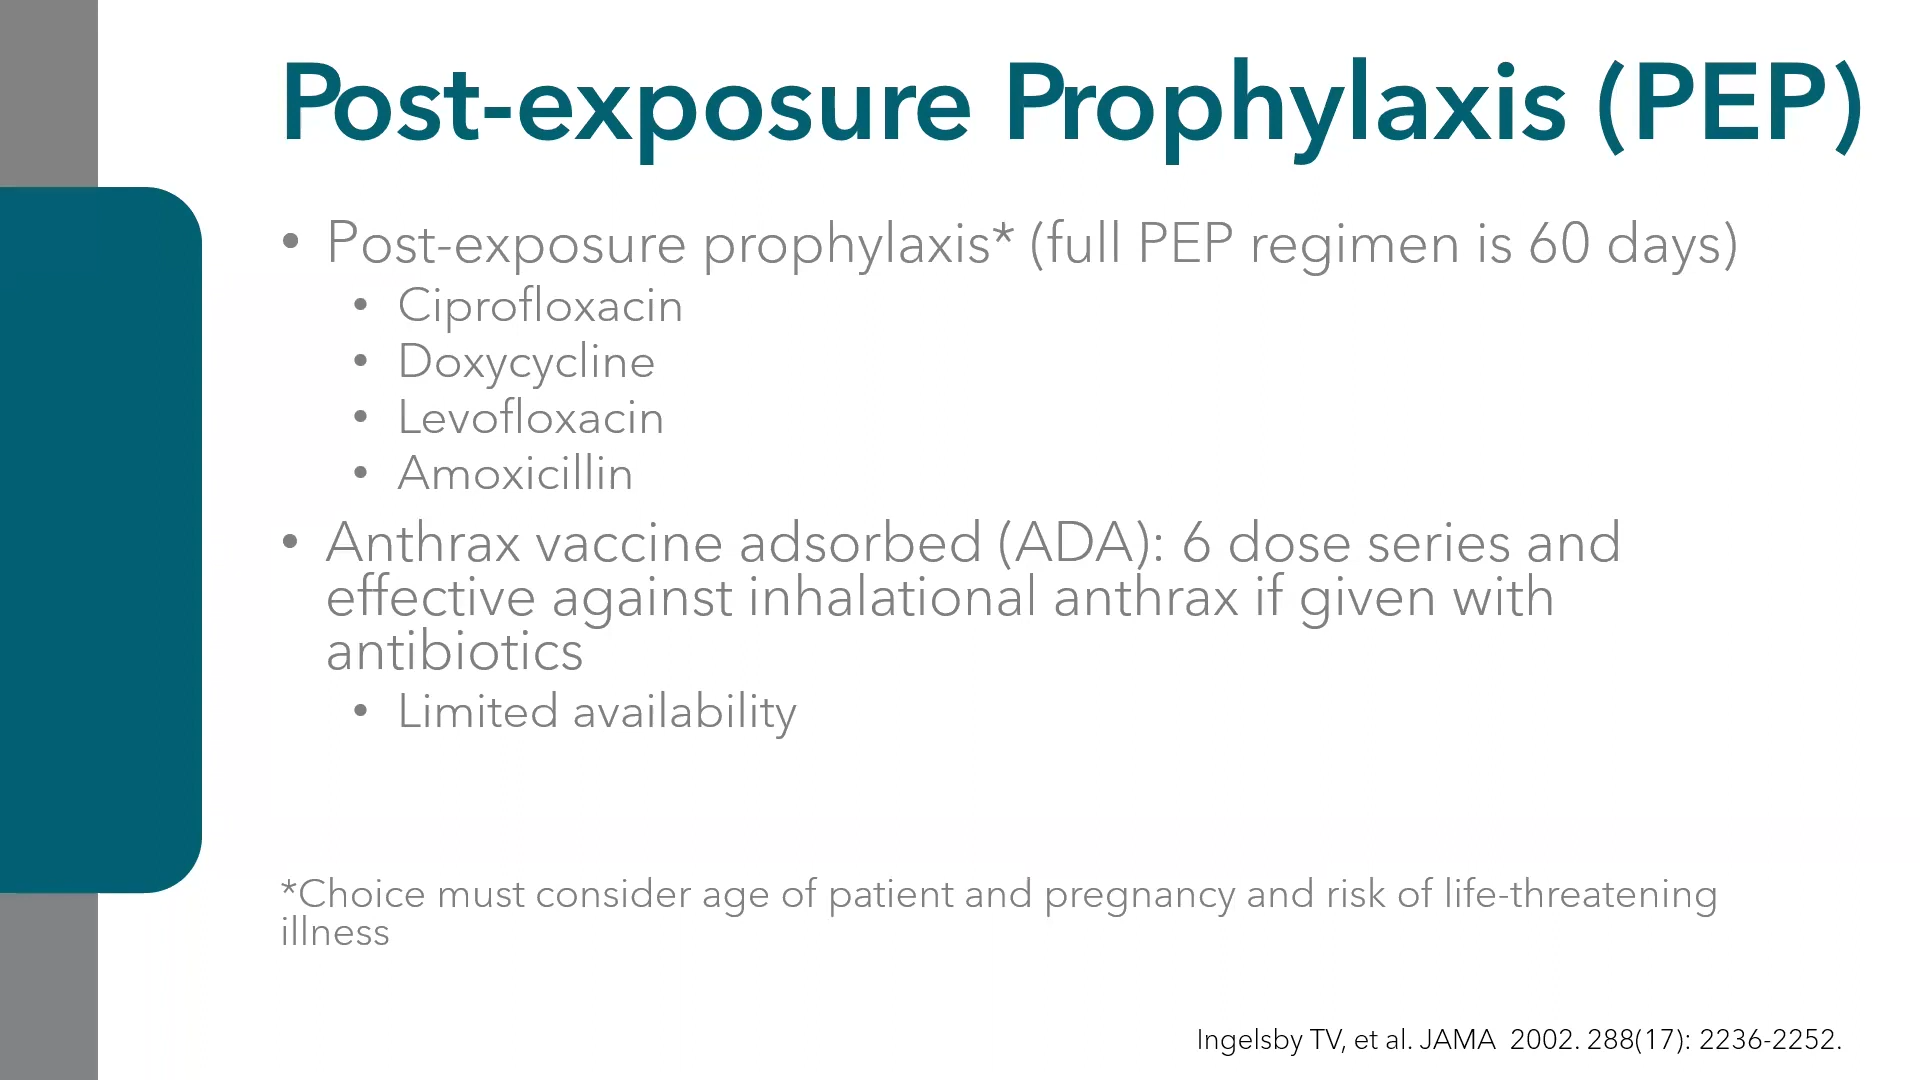 Post-exposure Prophylaxis (PEP)
• Post-exposure prophylaxis* (full PEP regimen is 60 days)
• Ciprofloxacin
• Doxycycline
• Levofloxacin
• Amoxicillin
• Anthrax vaccine adsorbed (ADA): 6 dose series and
effective against inhalational anthrax if given with
antibiotics
• Limited availability
*Choice must consider age of patient and pregnancy and risk of life-threatening
illness
Ingelsby TV, et al. JAMA 2002. 288(17): 2236-2252.